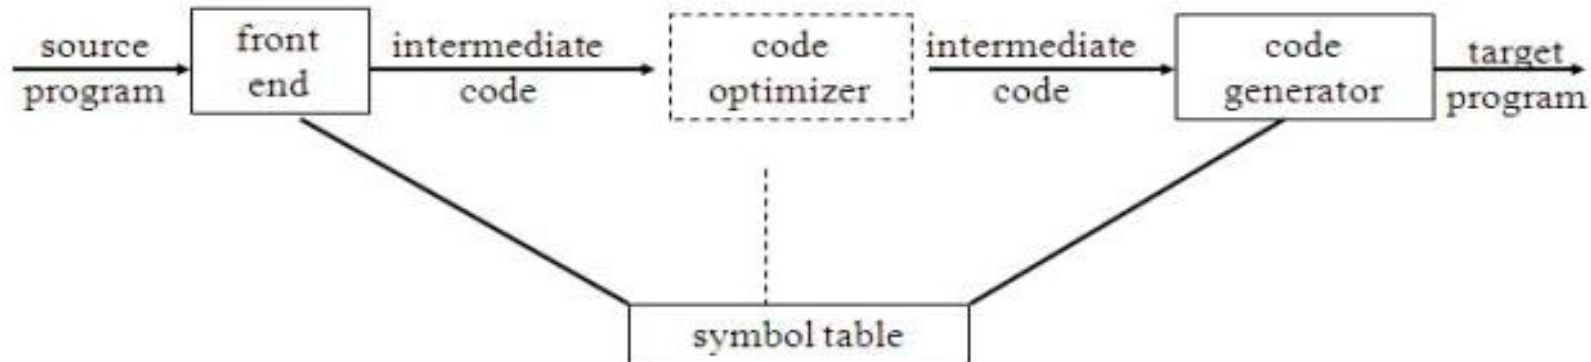 source
program
front
end
intermediate
code
code
optimizer
intermediate
code
code
generator
target
program
symbol table